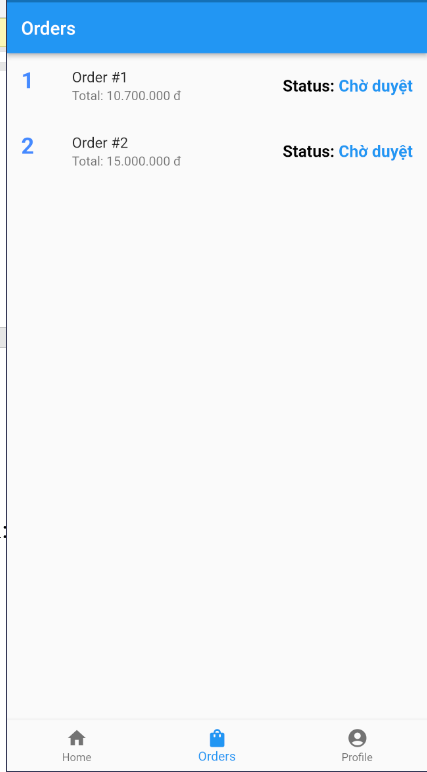 Orders
1
Order #1
Total: 10.700.000 đ
Status: Chờ duyệt
2
Order #2
Total: 15.000.000 đ
Status: Chờ duyệt
Home
Orders
Profile